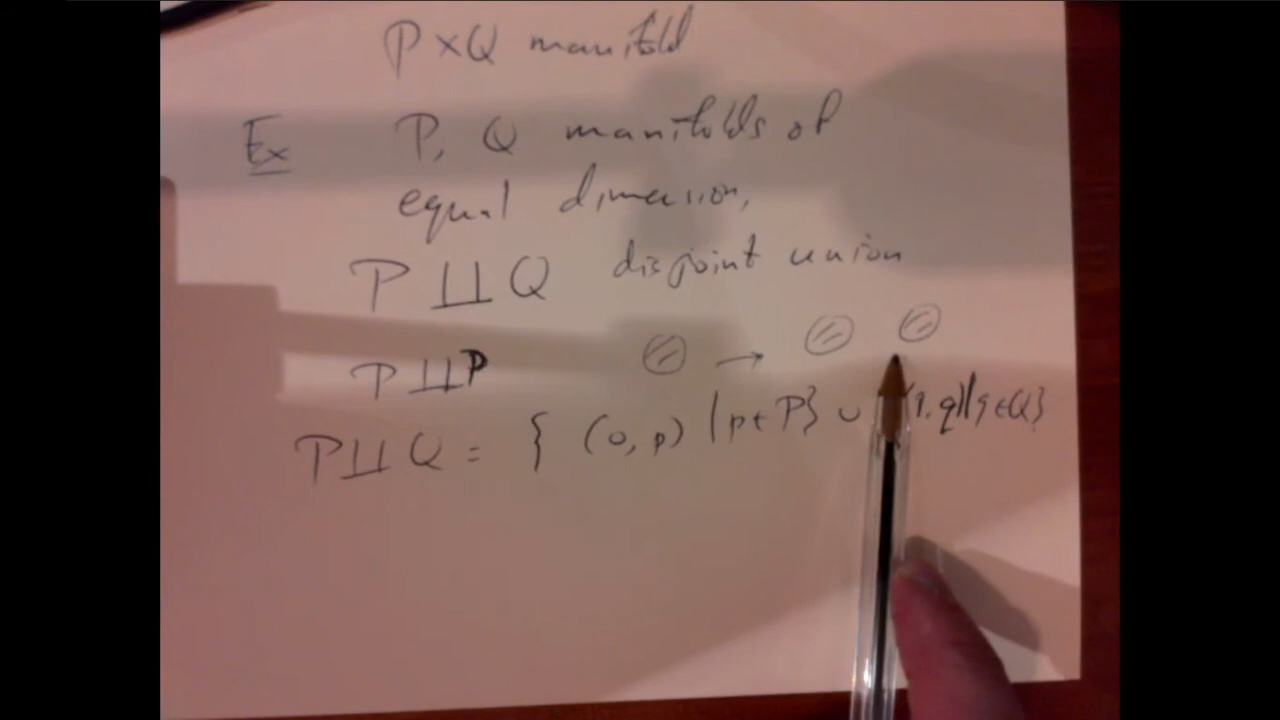 P×Q manifold
Ex P, Q manifolds of
equal dimension,
P ⨿ Q disjoint union
P ⨿ P →
P ⨿ Q = { (0, p) | p ∈ P } ∪ (1, q) | q ∈ Q }